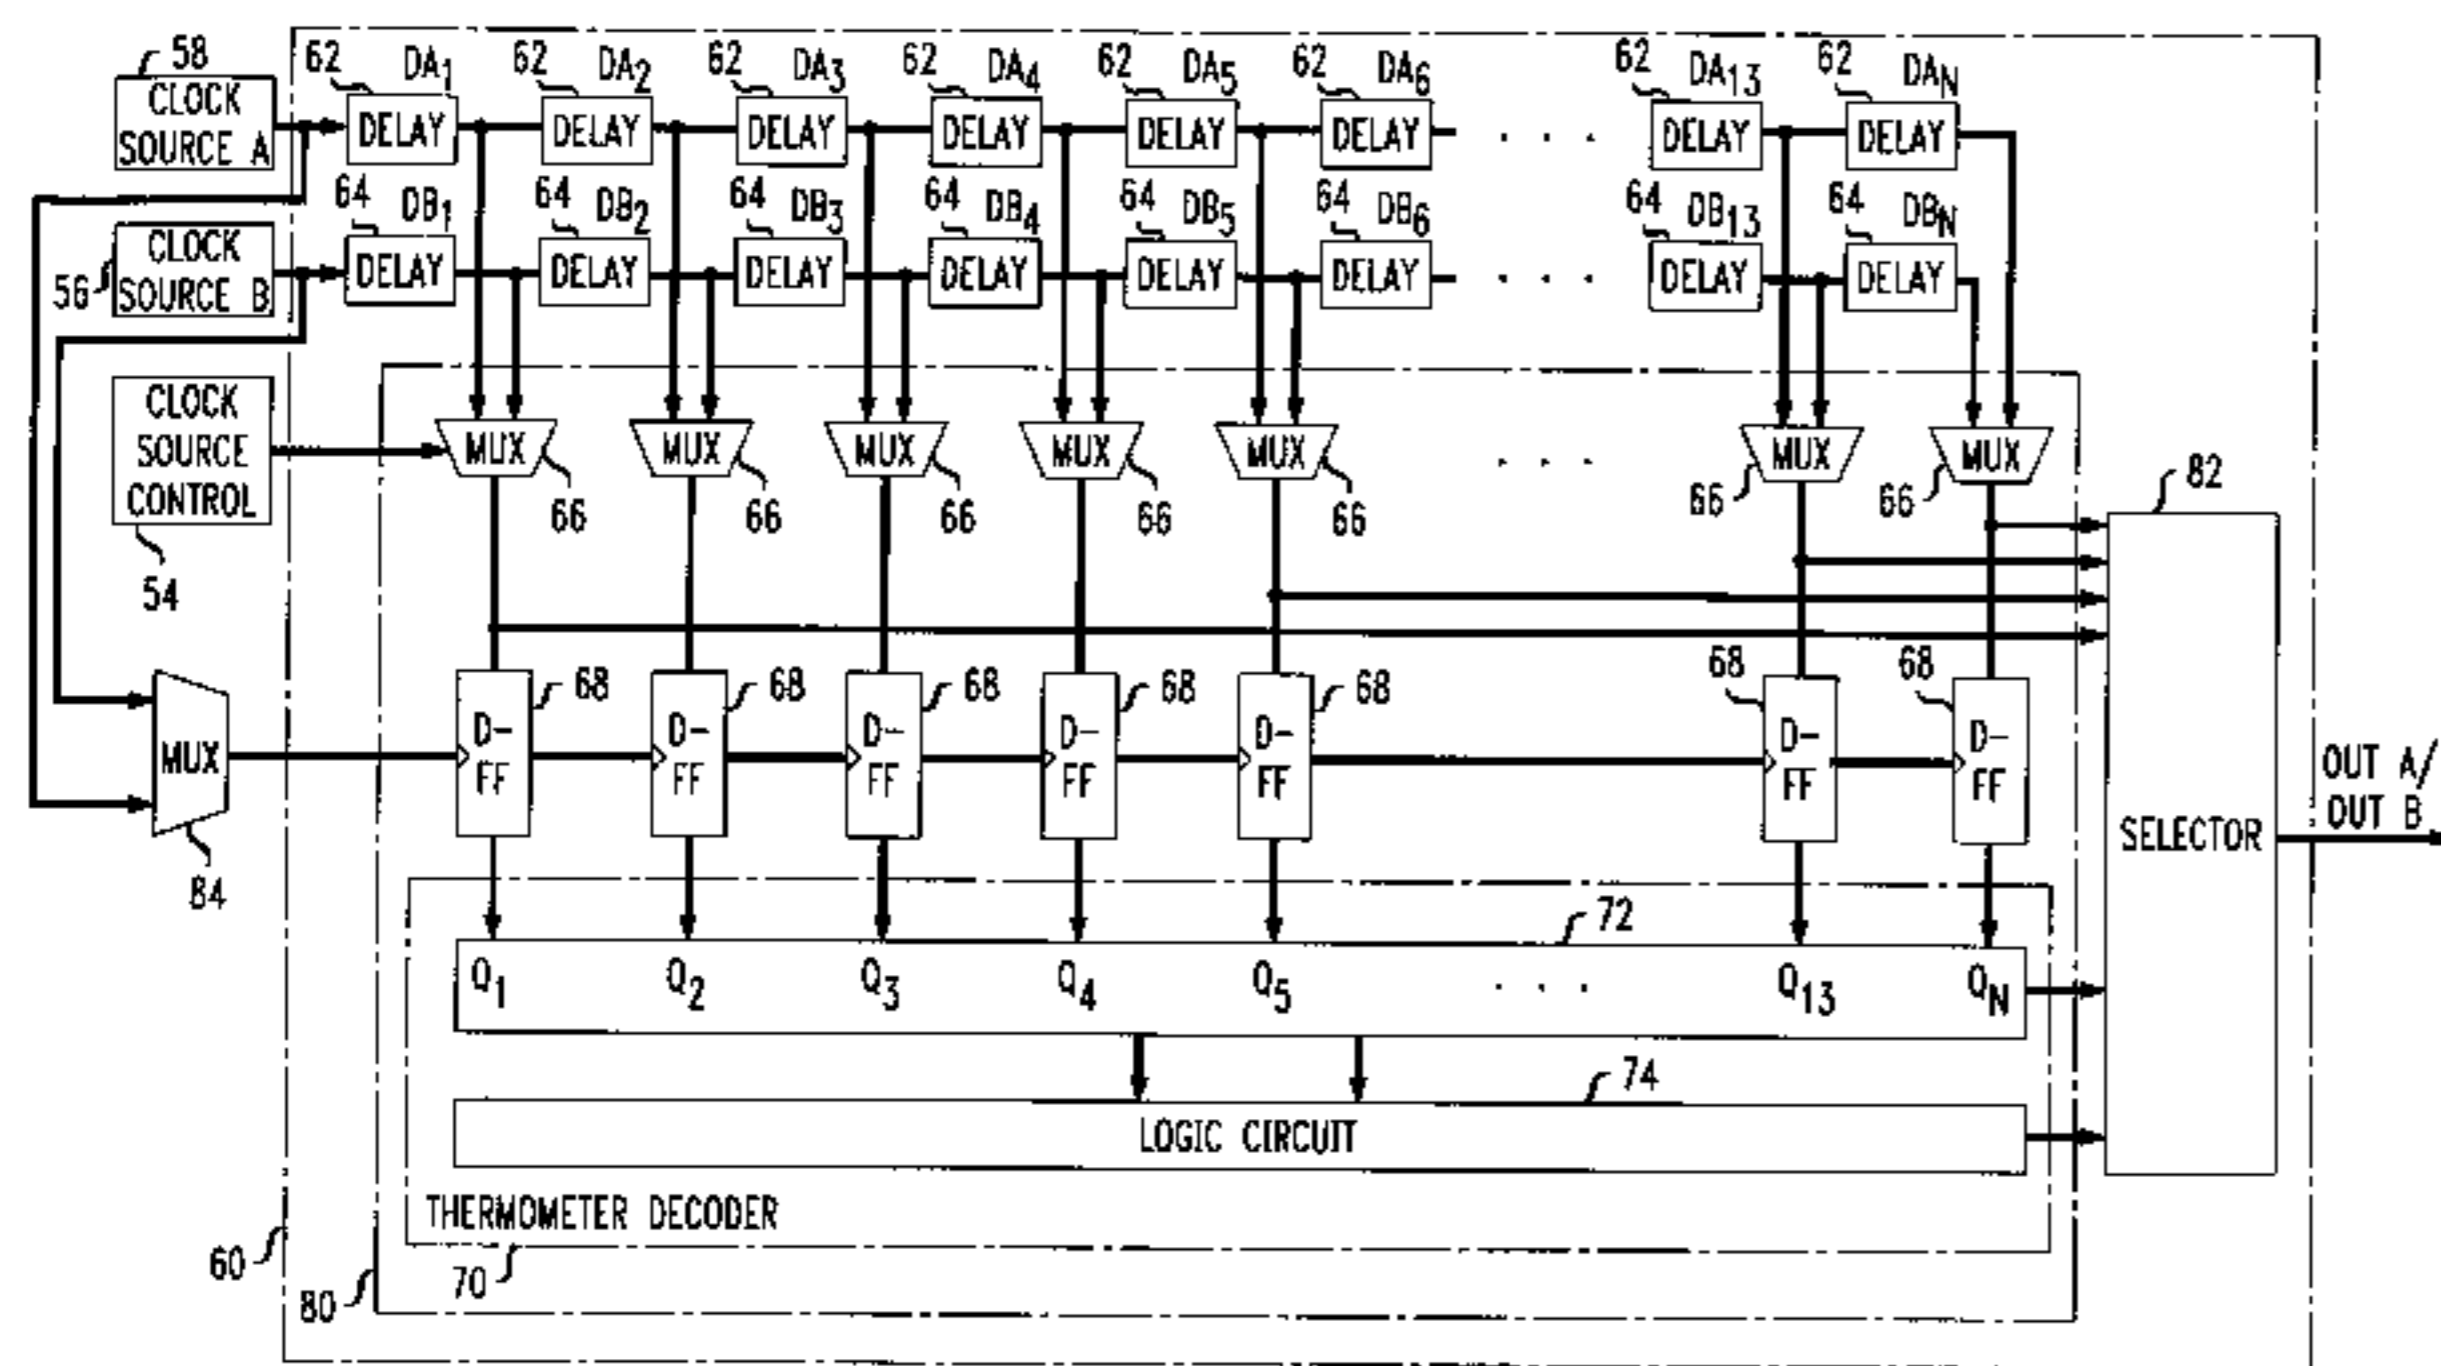 58
62 DA1 62 DA2 62 DA3 62 DA4 62 DA5 62 DA6 62 DA13 62 DAN
CLOCK SOURCE A
DELAY DELAY DELAY DELAY DELAY DELAY . . . DELAY DELAY
64 DB1 64 DB2 64 DB3 64 DB4 64 DB5 64 DB6 64 DB13 64 DBN
56
CLOCK SOURCE B
DELAY DELAY DELAY DELAY DELAY DELAY . . . DELAY DELAY
CLOCK
SOURCE
CONTROL
54
MUX MUX MUX MUX MUX . . . MUX MUX
66 66 66 66 66 66 66
82
68 68 68 68 68 68 68
MUX
84
D- D- D- D- D- D- D-
FF FF FF FF FF FF FF
SELECTOR
OUT A/
OUT B
72
Q1 Q2 Q3 Q4 Q5 . . . Q13 QN
74
LOGIC CIRCUIT
THERMOMETER DECODER
60
80
70